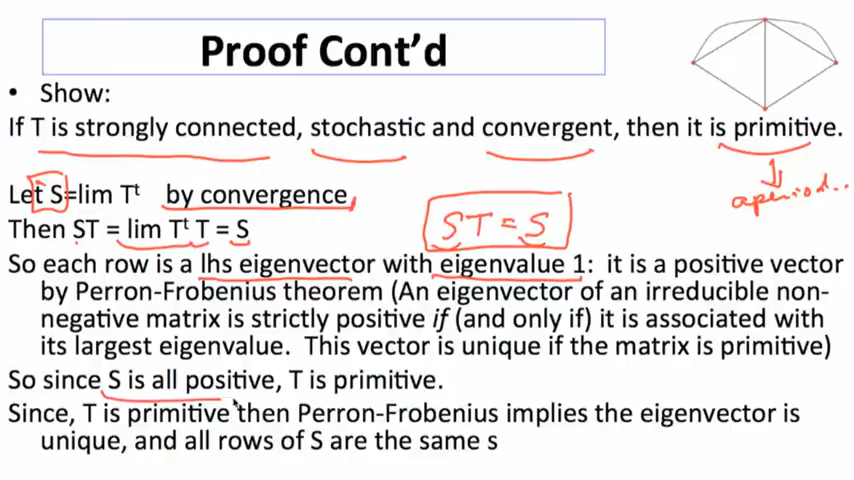 Proof Cont'd
• Show:
If T is strongly connected, stochastic and convergent, then it is primitive.
aperiod..
Let S=lim Tᵗ by convergence,
Then ST = lim Tᵗ T = S
ST = S
So each row is a lhs eigenvector with eigenvalue 1: it is a positive vector
by Perron-Frobenius theorem (An eigenvector of an irreducible non-
negative matrix is strictly positive if (and only if) it is associated with
its largest eigenvalue. This vector is unique if the matrix is primitive)
So since S is all positive, T is primitive.
Since, T is primitive then Perron-Frobenius implies the eigenvector is
unique, and all rows of S are the same s